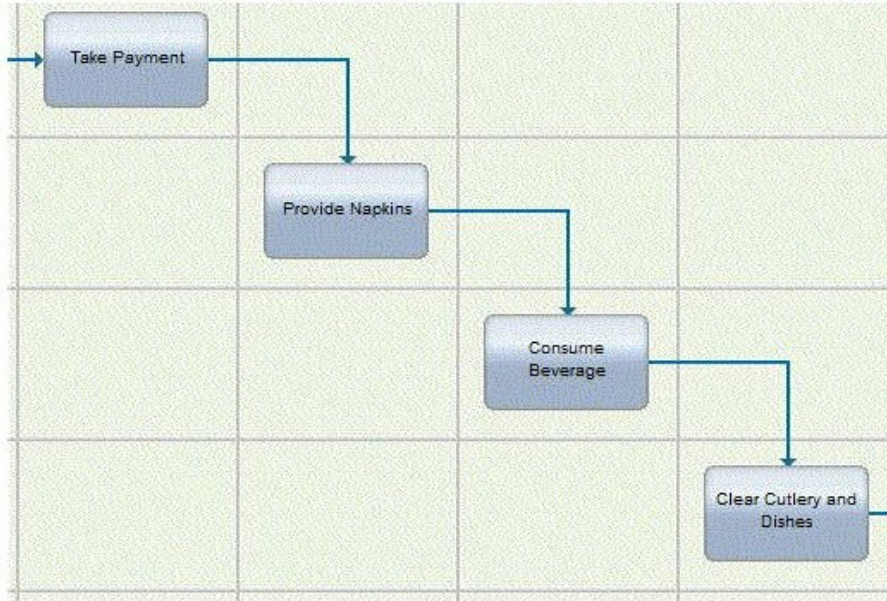 Take Payment
Provide Napkins
Consume
Beverage
Clear Cutlery and
Dishes